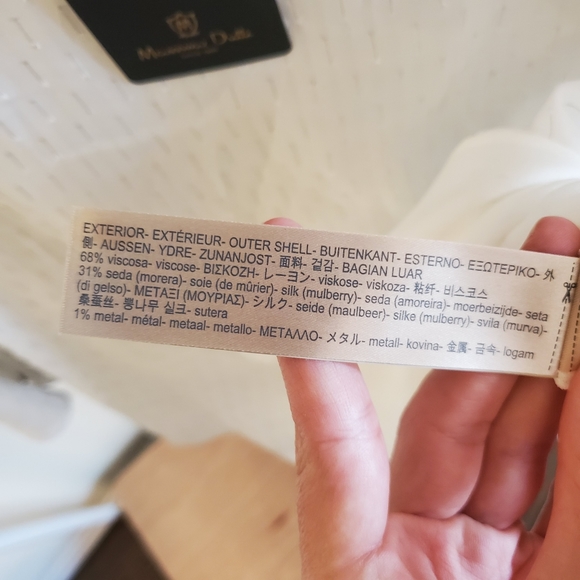 Massimo Dutti
EXTERIOR- EXTÉRIEUR- OUTER SHELL- BUITENKANT- ESTERNO- ΕΞΩΤΕΡΙΚΟ- 外
側- AUSSEN- YDRE- ZUNANJOST- 面料- 겉감- BAGIAN LUAR
68% viscosa- viscose- ΒΙΣΚΟΖΗ- レーヨン- viskose- viskoza- 粘纤- 비스코스
31% seda (morera)- soie (de mûrier)- silk (mulberry)- seda (amoreira)- moerbeizijde- seta
(di gelso)- ΜΕΤΑΞΙ (ΜΟΥΡΙΑΣ)- シルク- seide (maulbeer)- silke (mulberry)- svila (murva)-
桑蚕丝- 뽕나무 실크- sutera
1% metal- métal- metaal- metallo- ΜΕΤΑΛΛΟ- メタル- metall- kovina- 金属- 금속- logam